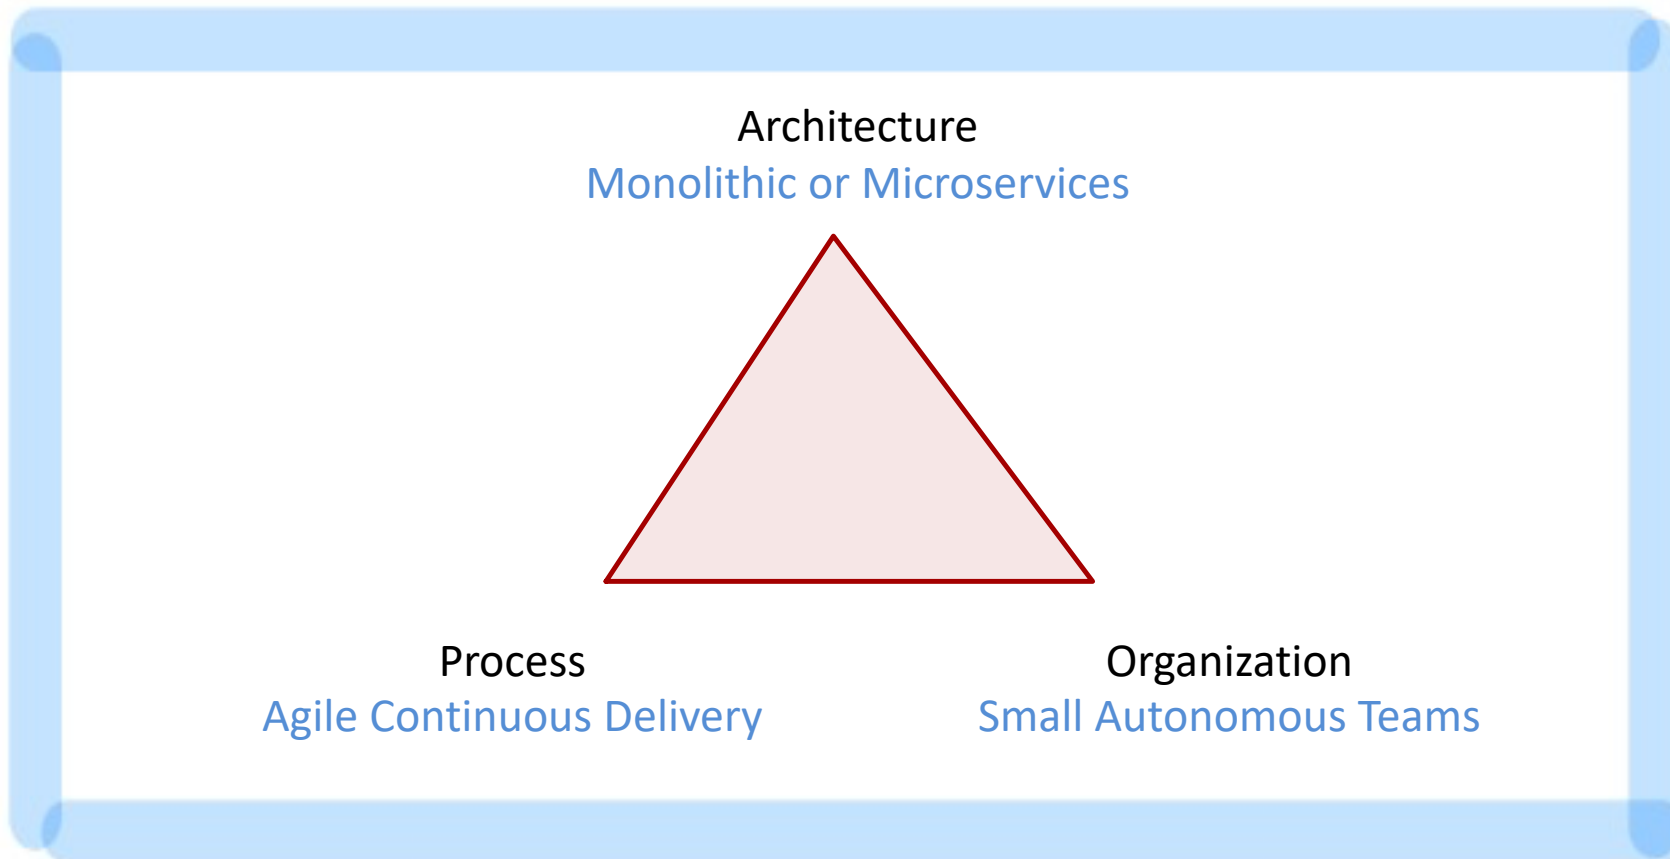 Architecture
Monolithic or Microservices
Process
Agile Continuous Delivery
Organization
Small Autonomous Teams